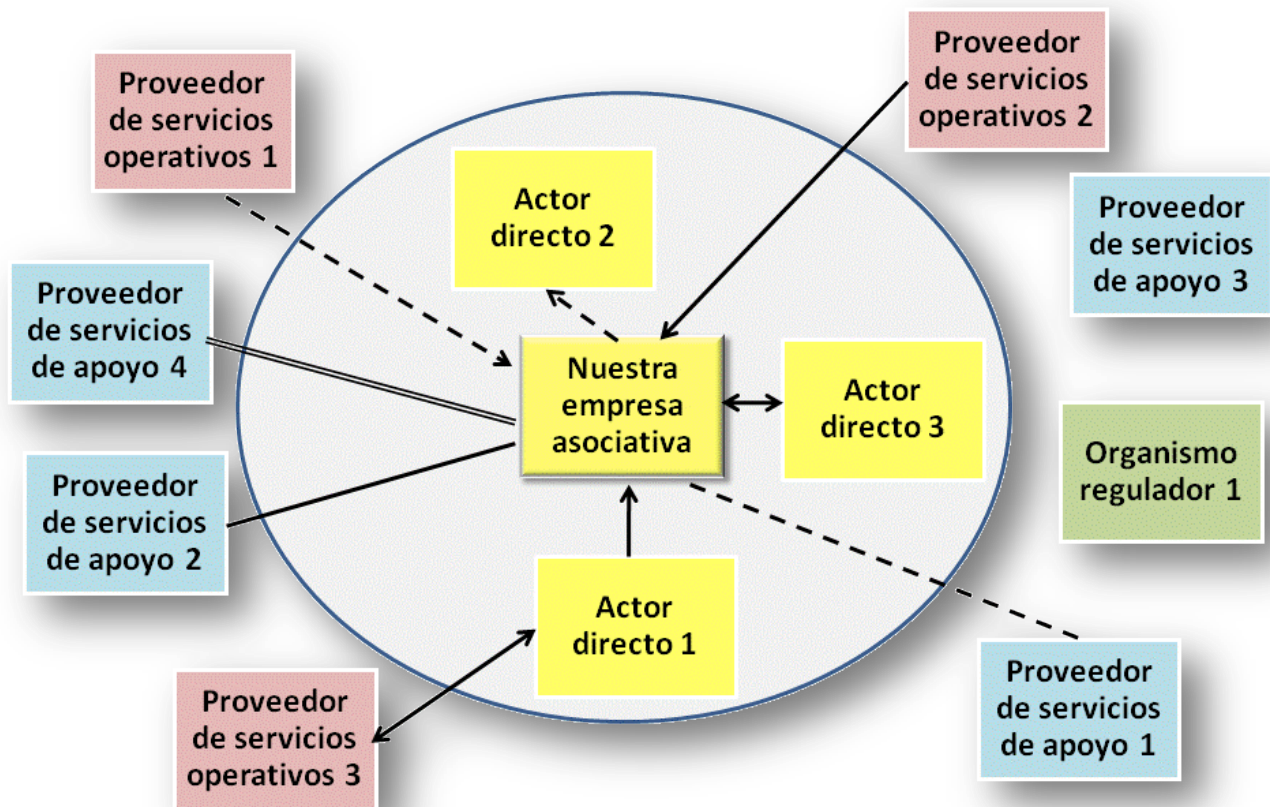 Proveedor
de servicios
operativos 1
Proveedor
de servicios
operativos 2
Actor
directo 2
Proveedor
de servicios
de apoyo 3
Proveedor
de servicios
de apoyo 4
Nuestra
empresa
asociativa
Actor
directo 3
Organismo
regulador 1
Proveedor
de servicios
de apoyo 2
Actor
directo 1
Proveedor
de servicios
operativos 3
Proveedor
de servicios
de apoyo 1